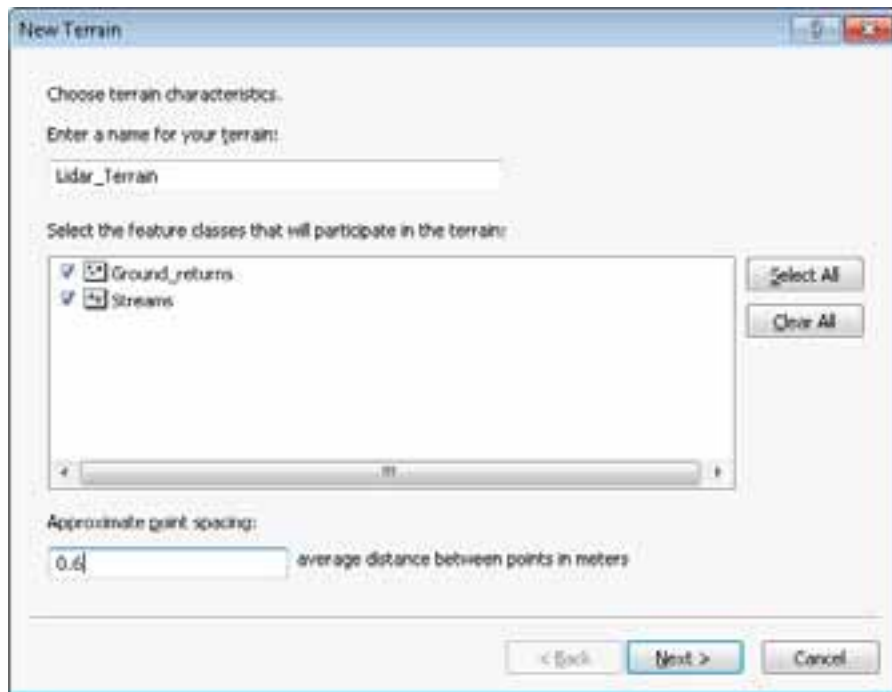 New Terrain
Choose terrain characteristics.
Enter a name for your terrain:
Lidar_Terrain
Select the feature classes that will participate in the terrain:
Ground_returns
Streams
Select All
Clear All
Approximate point spacing:
0.6
average distance between points in meters
< Back
Next >
Cancel